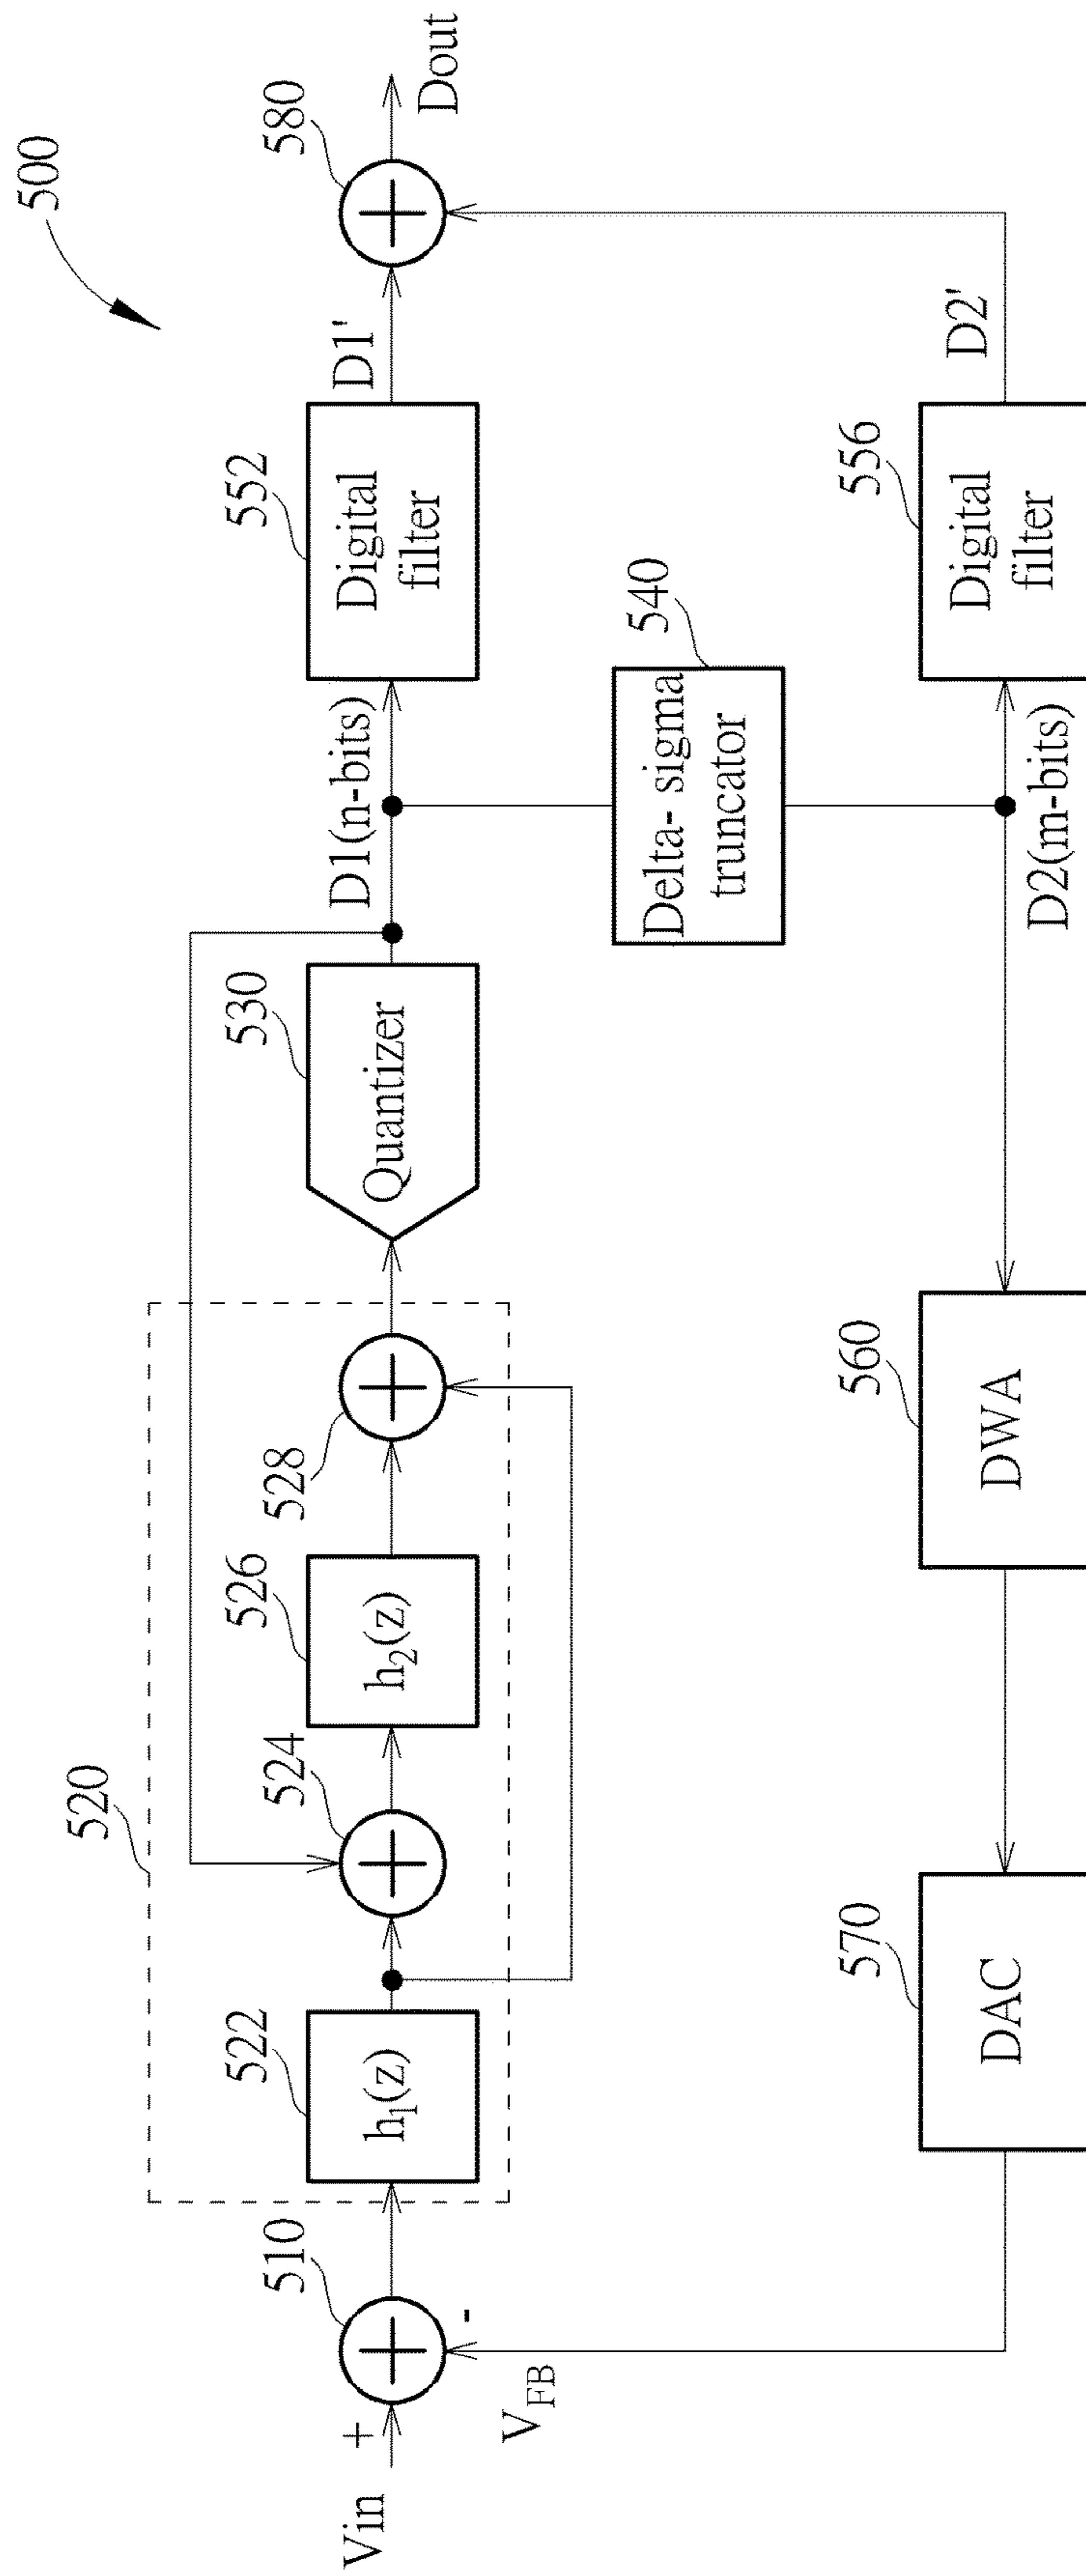 500
520
510
522
h1(z)
524
526
h2(z)
528
530
Quantizer
D1(n-bits)
552
Digital
filter
D1'
580
Dout
Vin
+
-
VFB
540
Delta- sigma
truncator
570
DAC
560
DWA
D2(m-bits)
556
Digital
filter
D2'